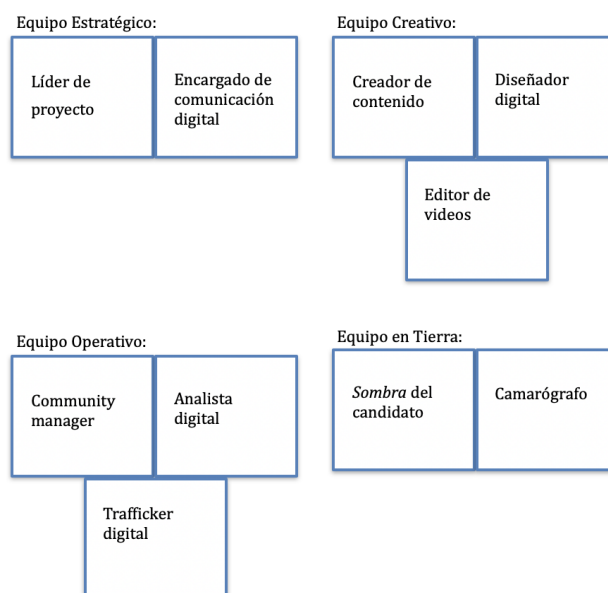 Equipo Estratégico:
Líder de
proyecto
Encargado de
comunicación
digital
Equipo Creativo:
Creador de
contenido
Diseñador
digital
Editor de
videos
Equipo Operativo:
Community
manager
Analista
digital
Trafficker
digital
Equipo en Tierra:
Sombra del
candidato
Camarógrafo